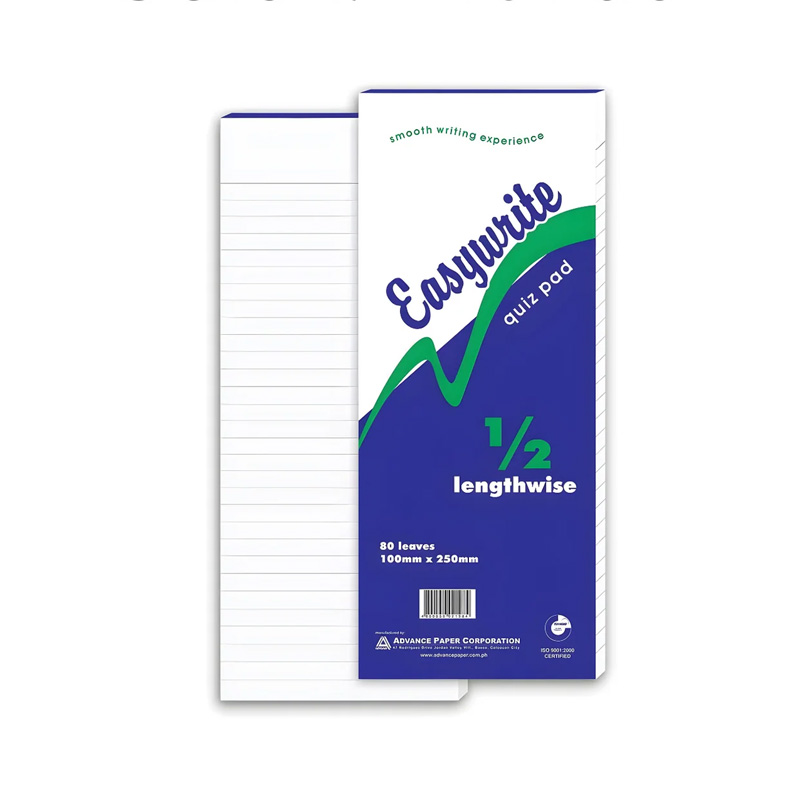 smooth writing experience
Easywrite
quiz pad
1/2
lengthwise
80 leaves
100mm x 250mm
manufactured by:
ADVANCE PAPER CORPORATION
www.advancepaper.com.ph
ISO 9001:2000
CERTIFIED